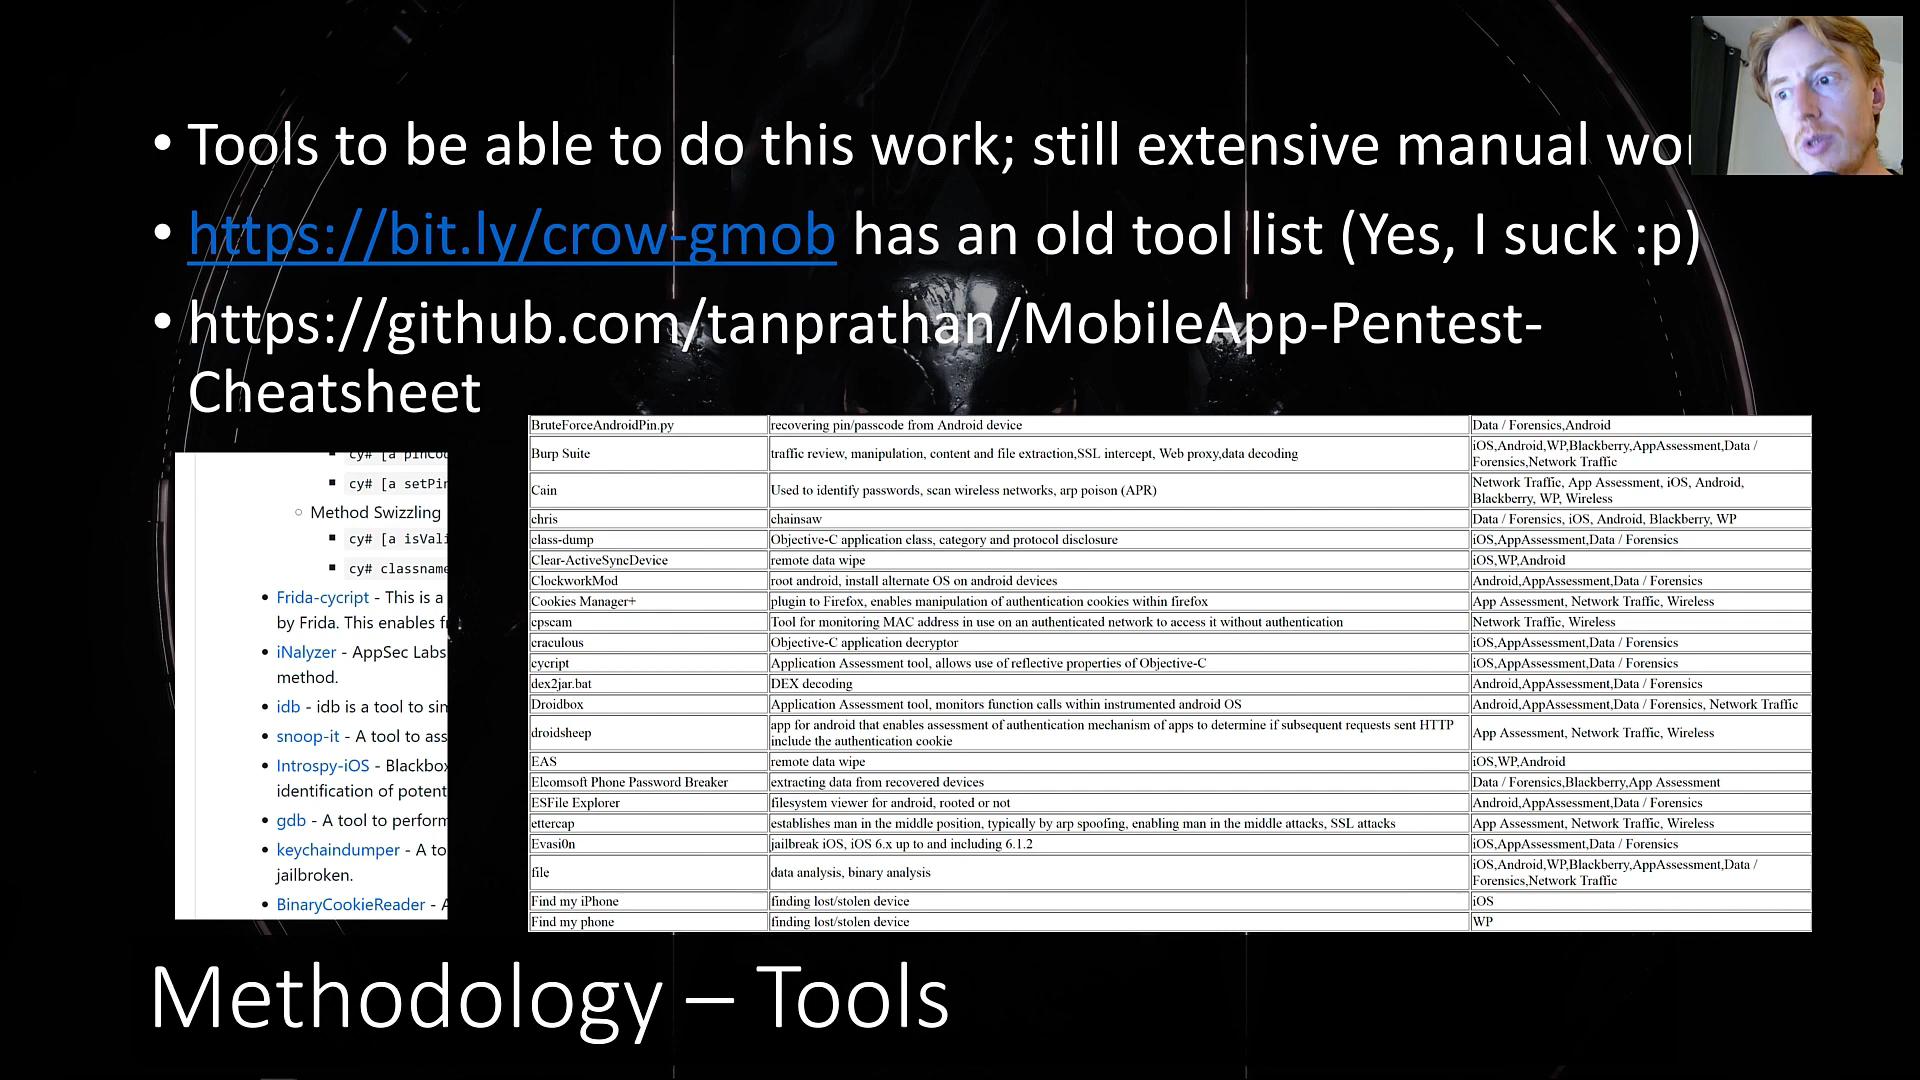 • Tools to be able to do this work; still extensive manual wor
• https://bit.ly/crow-gmob has an old tool list (Yes, I suck :p)
• https://github.com/tanprathan/MobileApp-Pentest-
Cheatsheet
cy# [a setPin
Method Swizzling
cy# [a isVali
cy# classname
Frida-cycript - This is a
by Frida. This enables
iNalyzer - AppSec Labs
method.
idb - idb is a tool to sim
snoop-it - A tool to ass
Introspy-iOS - Blackbox
identification of potent
gdb - A tool to perform
keychaindumper - A to
jailbroken.
BinaryCookieReader - A
BruteForceAndroidPin.py recovering pin/passcode from Android device Data / Forensics,Android
Burp Suite traffic review, manipulation, content and file extraction,SSL intercept, Web proxy,data decoding iOS,Android,WP,Blackberry,AppAssessment,Data /
Forensics,Network Traffic
Cain Used to identify passwords, scan wireless networks, arp poison (APR) Network Traffic, App Assessment, iOS, Android,
Blackberry, WP, Wireless
chris chainsaw Data / Forensics, iOS, Android, Blackberry, WP
class-dump Objective-C application class, category and protocol disclosure iOS,AppAssessment,Data / Forensics
Clear-ActiveSyncDevice remote data wipe iOS,WP,Android
ClockworkMod root android, install alternate OS on android devices Android,AppAssessment,Data / Forensics
Cookies Manager+ plugin to Firefox, enables manipulation of authentication cookies within firefox App Assessment, Network Traffic, Wireless
cpscam Tool for monitoring MAC address in use on an authenticated network to access it without authentication Network Traffic, Wireless
craculous Objective-C application decryptor iOS,AppAssessment,Data / Forensics
cycript Application Assessment tool, allows use of reflective properties of Objective-C iOS,AppAssessment,Data / Forensics
dex2jar.bat DEX decoding Android,AppAssessment,Data / Forensics
Droidbox Application Assessment tool, monitors function calls within instrumented android OS Android,AppAssessment,Data / Forensics, Network Traffic
droidsheep app for android that enables assessment of authentication mechanism of apps to determine if subsequent requests sent HTTP
include the authentication cookie App Assessment, Network Traffic, Wireless
EAS remote data wipe iOS,WP,Android
Elcomsoft Phone Password Breaker extracting data from recovered devices Data / Forensics,Blackberry,App Assessment
ESFile Explorer filesystem viewer for android, rooted or not Android,AppAssessment,Data / Forensics
ettercap establishes man in the middle position, typically by arp spoofing, enabling man in the middle attacks, SSL attacks App Assessment, Network Traffic, Wireless
Evasi0n jailbreak iOS, iOS 6.x up to and including 6.1.2 iOS,AppAssessment,Data / Forensics
file data analysis, binary analysis iOS,Android,WP,Blackberry,AppAssessment,Data /
Forensics,Network Traffic
Find my iPhone finding lost/stolen device iOS
Find my phone finding lost/stolen device WP
Methodology – Tools